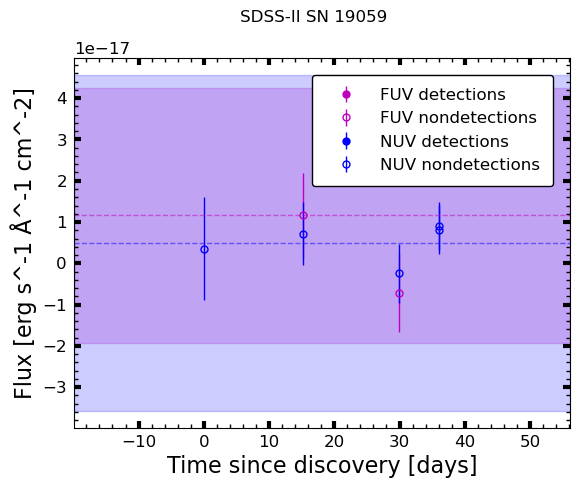 SDSS-II SN 19059
1e−17
FUV detections
FUV nondetections
NUV detections
NUV nondetections
4
3
2
1
0
−1
−2
−3
Flux [erg s^-1 Å^-1 cm^-2]
−10 0 10 20 30 40 50
Time since discovery [days]